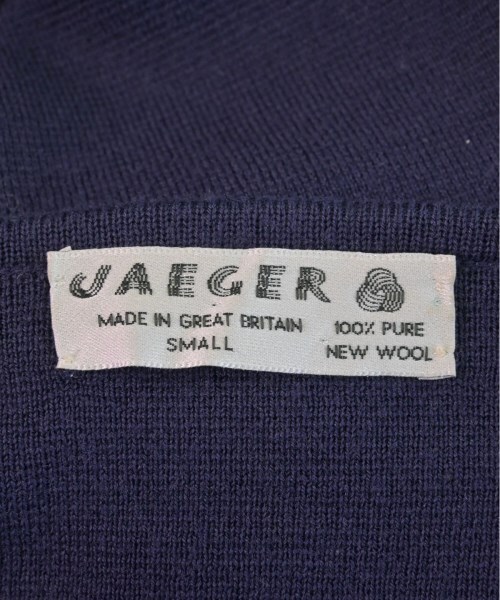 JAEGER
MADE IN GREAT BRITAIN
SMALL
100% PURE
NEW WOOL